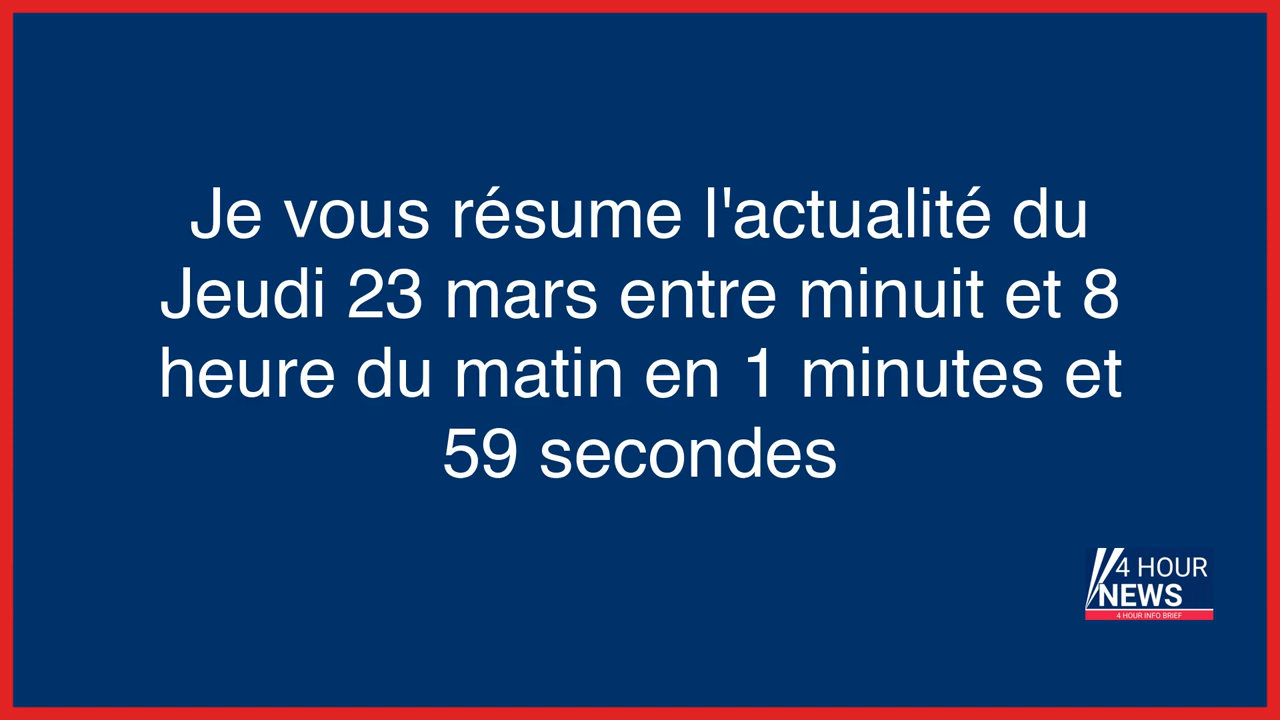 Je vous résume l'actualité du
Jeudi 23 mars entre minuit et 8
heure du matin en 1 minutes et
59 secondes
4 HOUR
NEWS
4 HOUR INFO BRIEF